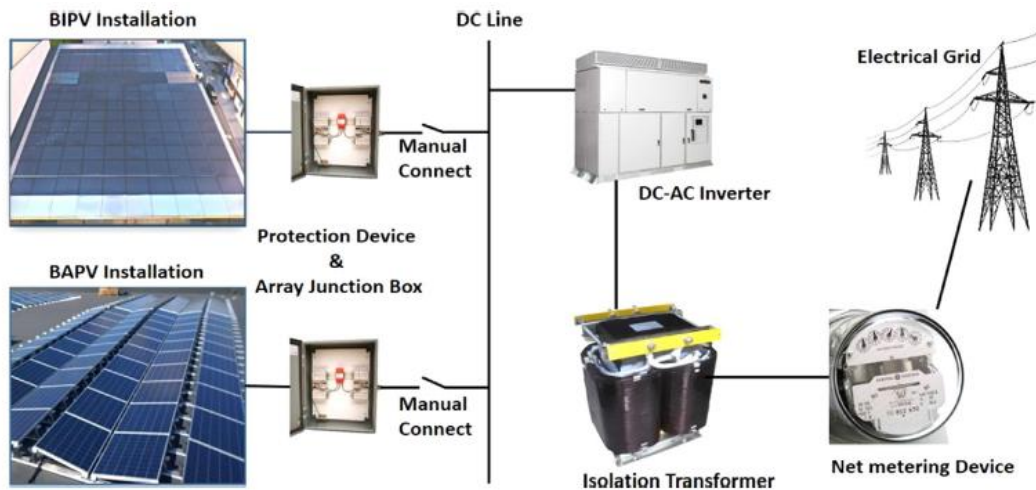 BIPV Installation
DC Line
Electrical Grid
Manual
Connect
DC-AC Inverter
Protection Device
&
Array Junction Box
BAPV Installation
Manual
Connect
Isolation Transformer
Net metering Device